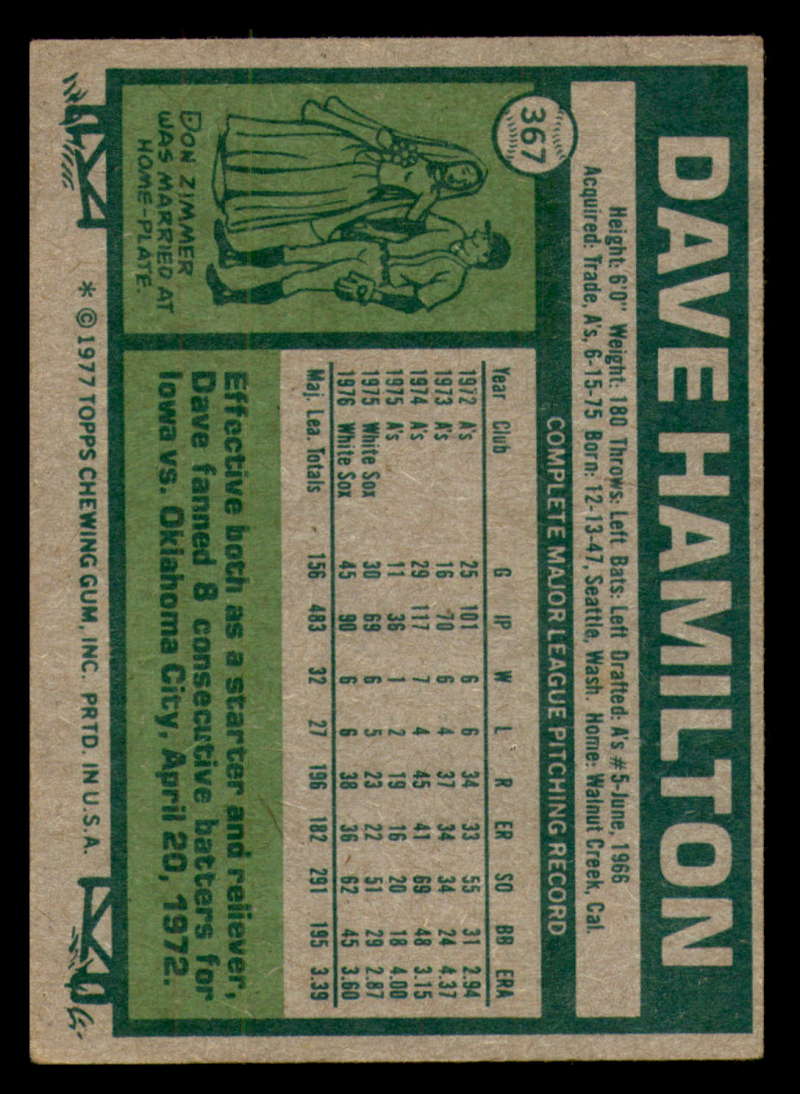 367
DAVE HAMILTON
Height: 6'0" Weight: 180 Throws: Left Bats: Left Drafted: A's #5-June, 1966
Acquired: Trade, A's, 6-15-75 Born: 12-13-47, Seattle, Wash. Home: Walnut Creek, Cal.
COMPLETE MAJOR LEAGUE PITCHING RECORD
Year Club G IP W L R ER SO BB ERA
1972 A's 25 101 6 6 34 33 55 31 2.94
1973 A's 16 70 6 4 37 34 34 24 4.37
1974 A's 29 117 7 4 45 41 69 48 3.15
1975 A's 11 36 1 2 19 16 20 18 4.00
1975 White Sox 30 69 6 5 23 22 51 29 2.87
1976 White Sox 45 90 6 6 38 36 62 45 3.60
Maj. Lea. Totals 156 483 32 27 196 182 291 195 3.39
DON ZIMMER
WAS MARRIED AT
HOME-PLATE.
Effective both as a starter and reliever,
Dave fanned 8 consecutive batters for
Iowa vs. Oklahoma City, April 20, 1972.
* © 1977 TOPPS CHEWING GUM, INC. PRTD. IN U.S.A.